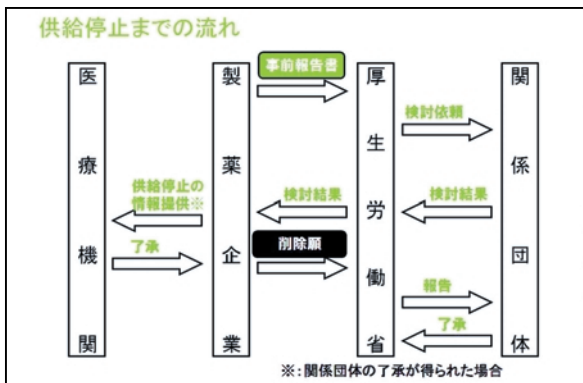 供給停止までの流れ
医療機関
製薬企業
厚生労働省
関係団体
事前報告書
検討依頼
検討結果
検討結果
供給停止の
情報提供※
了承
削除願
報告
了承
※：関係団体の了承が得られた場合